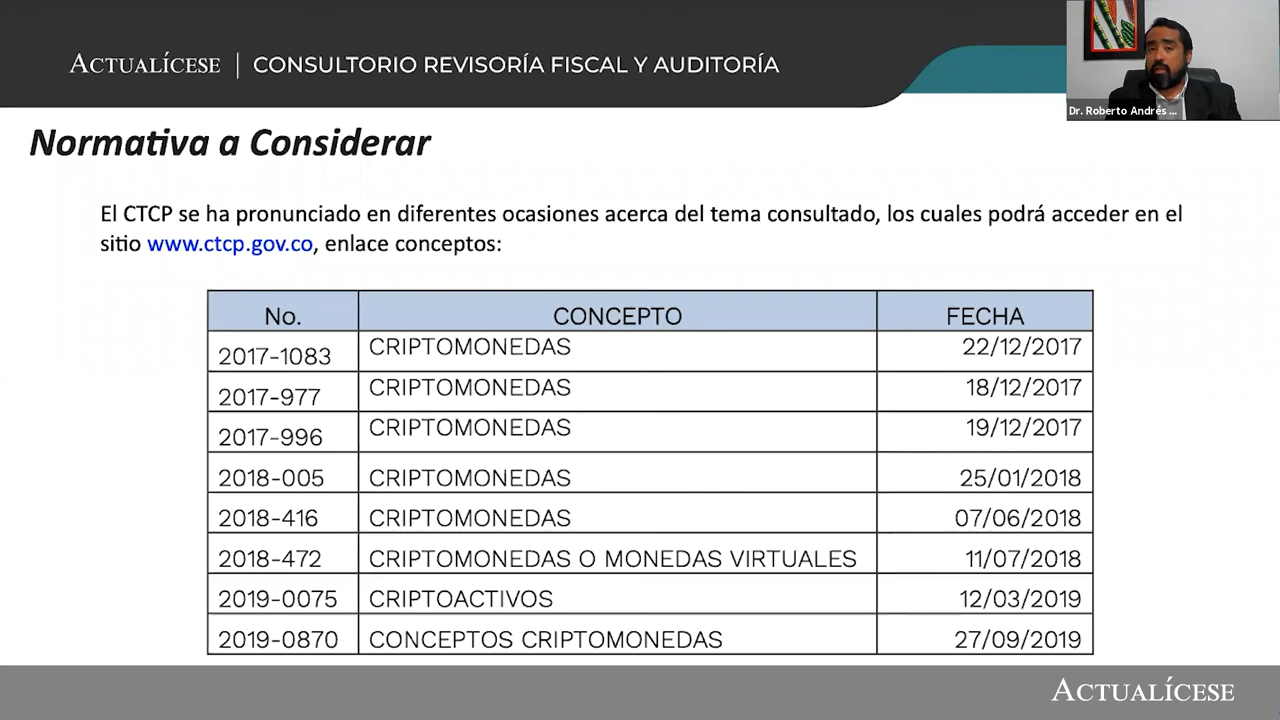 ACTUALÍCESE | CONSULTORIO REVISORÍA FISCAL Y AUDITORÍA
Dr. Roberto Andrés ...
Normativa a Considerar
El CTCP se ha pronunciado en diferentes ocasiones acerca del tema consultado, los cuales podrá acceder en el
sitio www.ctcp.gov.co, enlace conceptos:
No. CONCEPTO FECHA
2017-1083 CRIPTOMONEDAS 22/12/2017
2017-977 CRIPTOMONEDAS 18/12/2017
2017-996 CRIPTOMONEDAS 19/12/2017
2018-005 CRIPTOMONEDAS 25/01/2018
2018-416 CRIPTOMONEDAS 07/06/2018
2018-472 CRIPTOMONEDAS O MONEDAS VIRTUALES 11/07/2018
2019-0075 CRIPTOACTIVOS 12/03/2019
2019-0870 CONCEPTOS CRIPTOMONEDAS 27/09/2019
ACTUALÍCESE